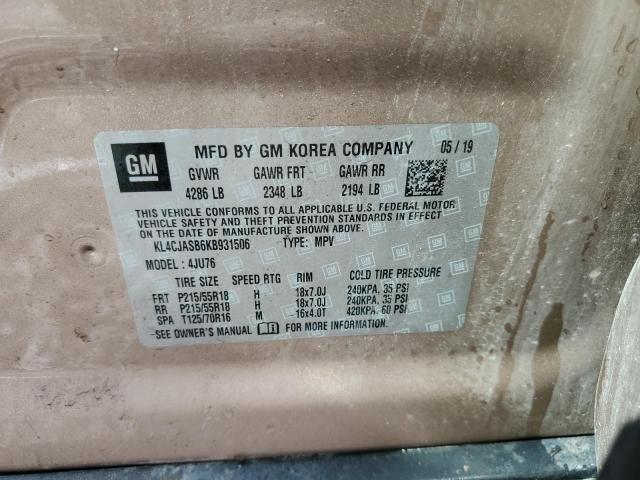 GM MFD BY GM KOREA COMPANY 05 / 19
GVWR GAWR FRT GAWR RR
4286 LB 2348 LB 2194 LB
THIS VEHICLE CONFORMS TO ALL APPLICABLE U.S. FEDERAL MOTOR
VEHICLE SAFETY, BUMPER, AND THEFT PREVENTION STANDARDS IN
EFFECT ON THE DATE OF MANUFACTURE SHOWN ABOVE.
KL4CJASB6KB931506 TYPE: MPV
MODEL : 4JU76
TIRE SIZE SPEED RTG RIM COLD TIRE PRESSURE
FRT P215/55R18 H 18x7.0J 240KPA, 35 PSI
RR P215/55R18 H 18x7.0J 240KPA, 35 PSI
SPA T125/70R16 M 16x4.0T 420KPA, 60 PSI
SEE OWNER'S MANUAL FOR MORE INFORMATION.